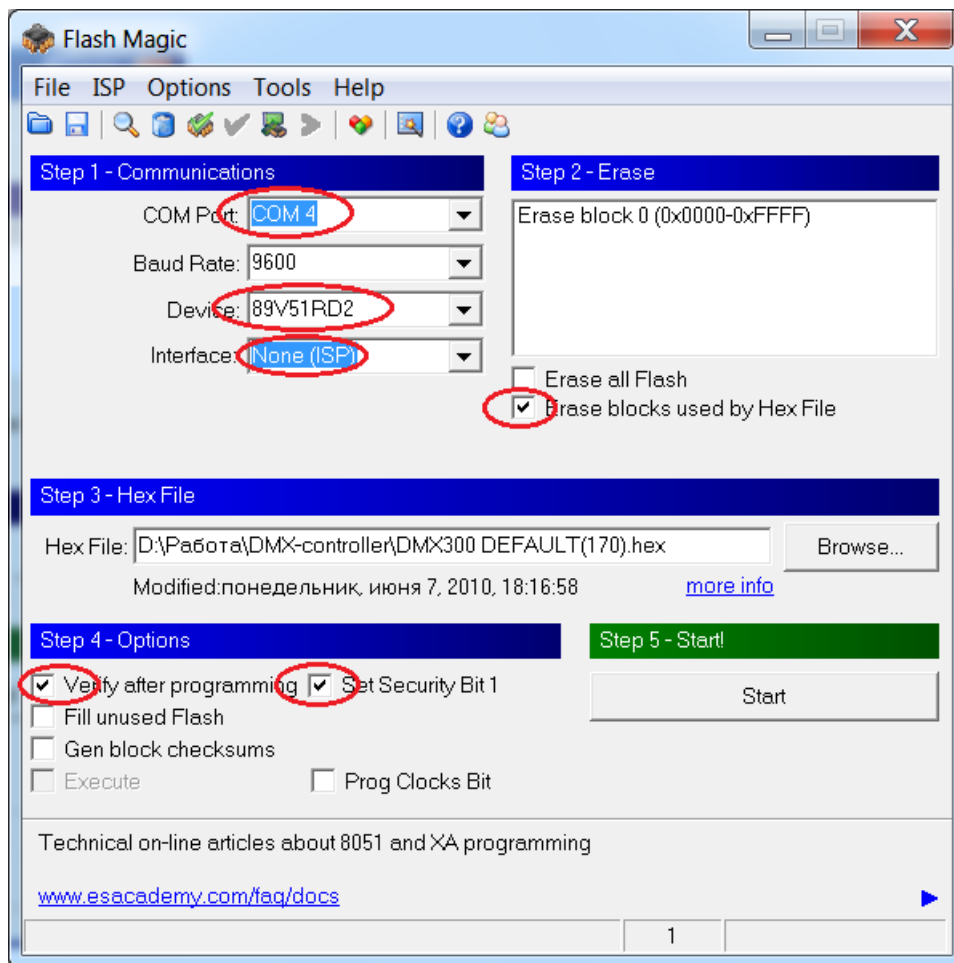 Flash Magic
File ISP Options Tools Help
Step 1 - Communications
COM Port: COM 4
Baud Rate: 9600
Device: 89V51RD2
Interface: None (ISP)
Step 2 - Erase
Erase block 0 (0x0000-0xFFFF)
Erase all Flash
Erase blocks used by Hex File
Step 3 - Hex File
Hex File: D:\Работа\DMX-controller\DMX300 DEFAULT(170).hex Browse...
Modified:понедельник, июня 7, 2010, 18:16:58 more info
Step 4 - Options
Verify after programming Set Security Bit 1
Fill unused Flash
Gen block checksums
Execute Prog Clocks Bit
Step 5 - Start!
Start
Technical on-line articles about 8051 and XA programming
www.esacademy.com/faq/docs
1